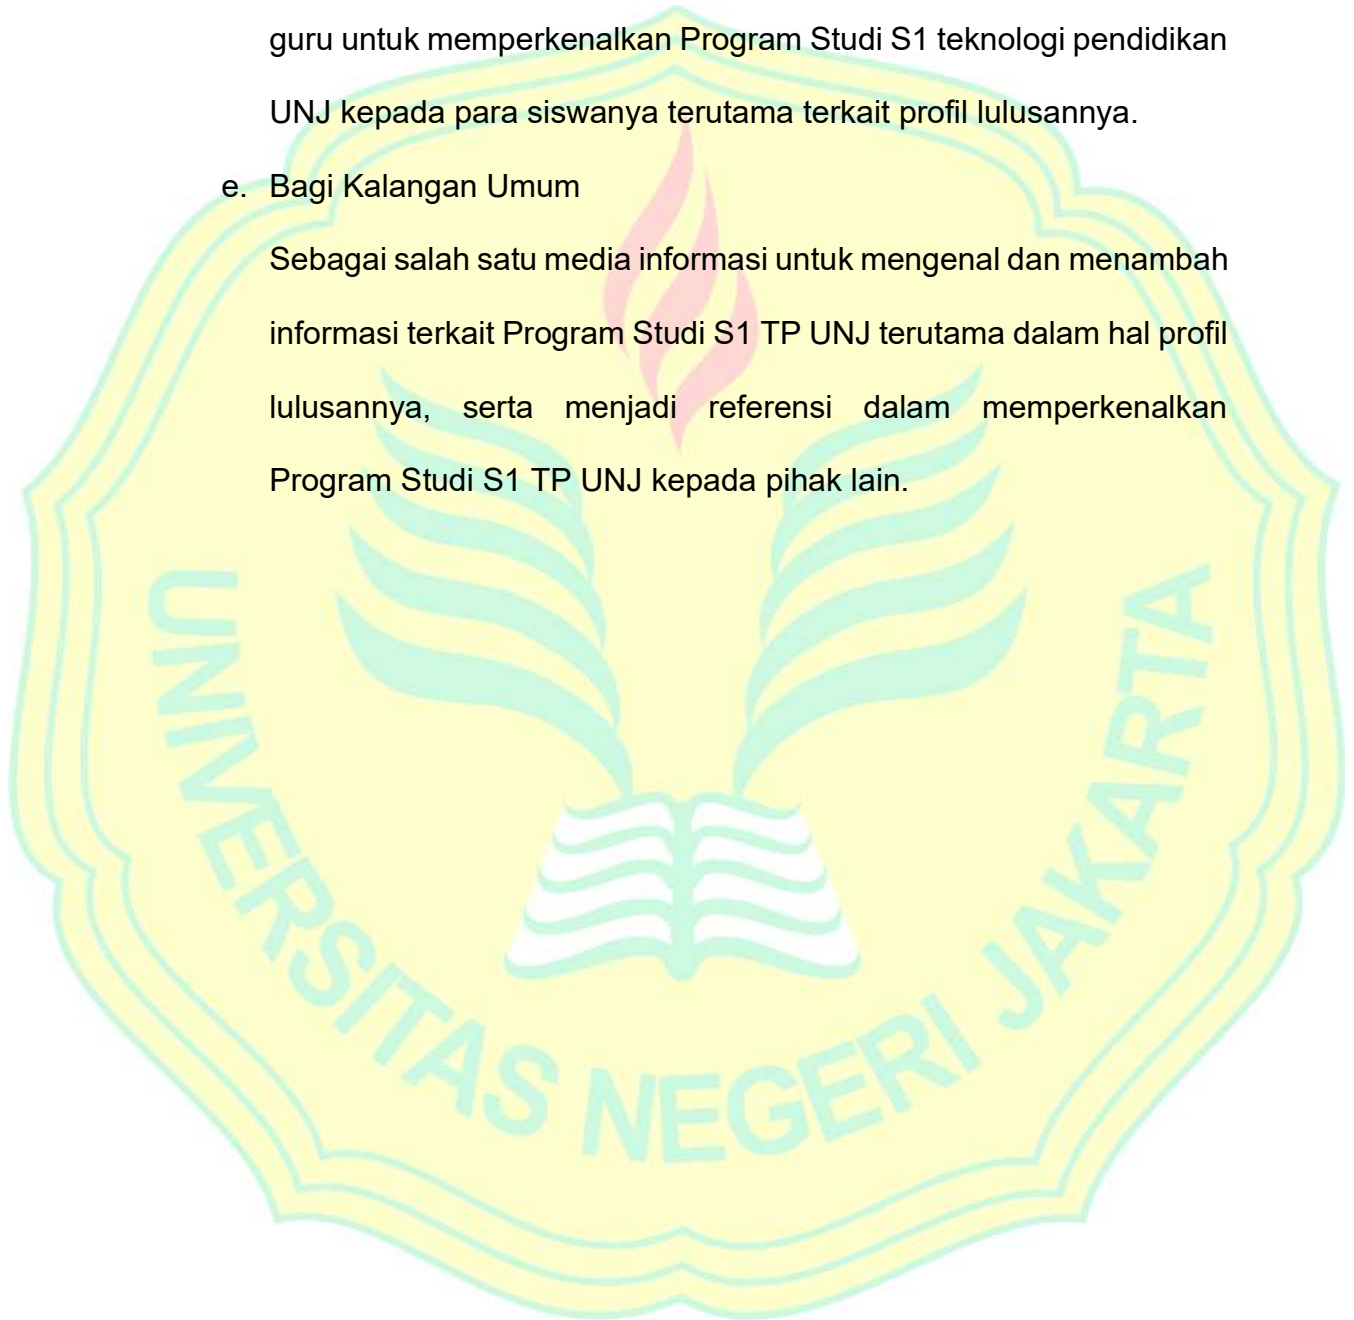 guru untuk memperkenalkan Program Studi S1 teknologi pendidikan
UNJ kepada para siswanya terutama terkait profil lulusannya.
e. Bagi Kalangan Umum
Sebagai salah satu media informasi untuk mengenal dan menambah
informasi terkait Program Studi S1 TP UNJ terutama dalam hal profil
lulusannya, serta menjadi referensi dalam memperkenalkan
Program Studi S1 TP UNJ kepada pihak lain.
UNIVERSITAS NEGERI JAKARTA